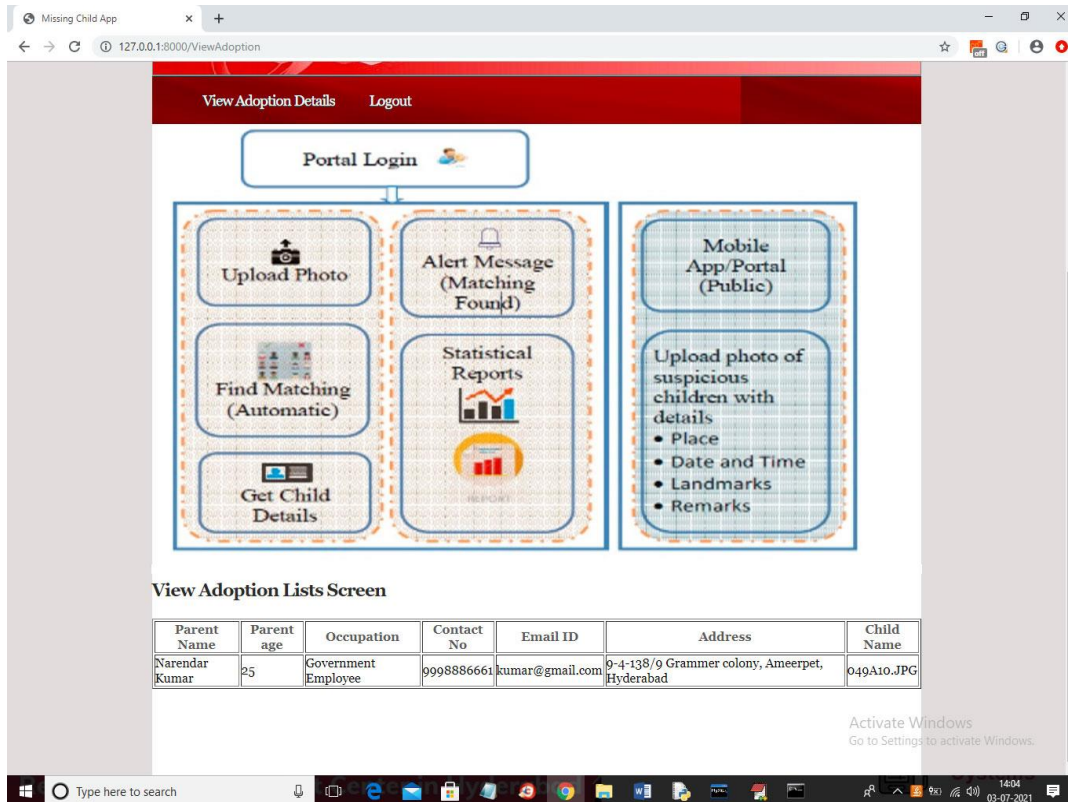 Missing Child App
127.0.0.1:8000/ViewAdoption
off
View Adoption Details Logout
Portal Login
Upload Photo
Find Matching
(Automatic)
Get Child
Details
Alert Message
(Matching
Found)
Statistical
Reports
REPORT
Mobile
App/Portal
(Public)
Upload photo of
suspicious
children with
details
• Place
• Date and Time
• Landmarks
• Remarks
View Adoption Lists Screen
Parent Name Parent age Occupation Contact No Email ID Address Child Name
Narendar Kumar 25 Government Employee 9998886661 kumar@gmail.com 9-4-138/9 Grammer colony, Ameerpet, Hyderabad 049A10.JPG
Activate Windows
Go to Settings to activate Windows.
Type here to search
14:04
03-07-2021